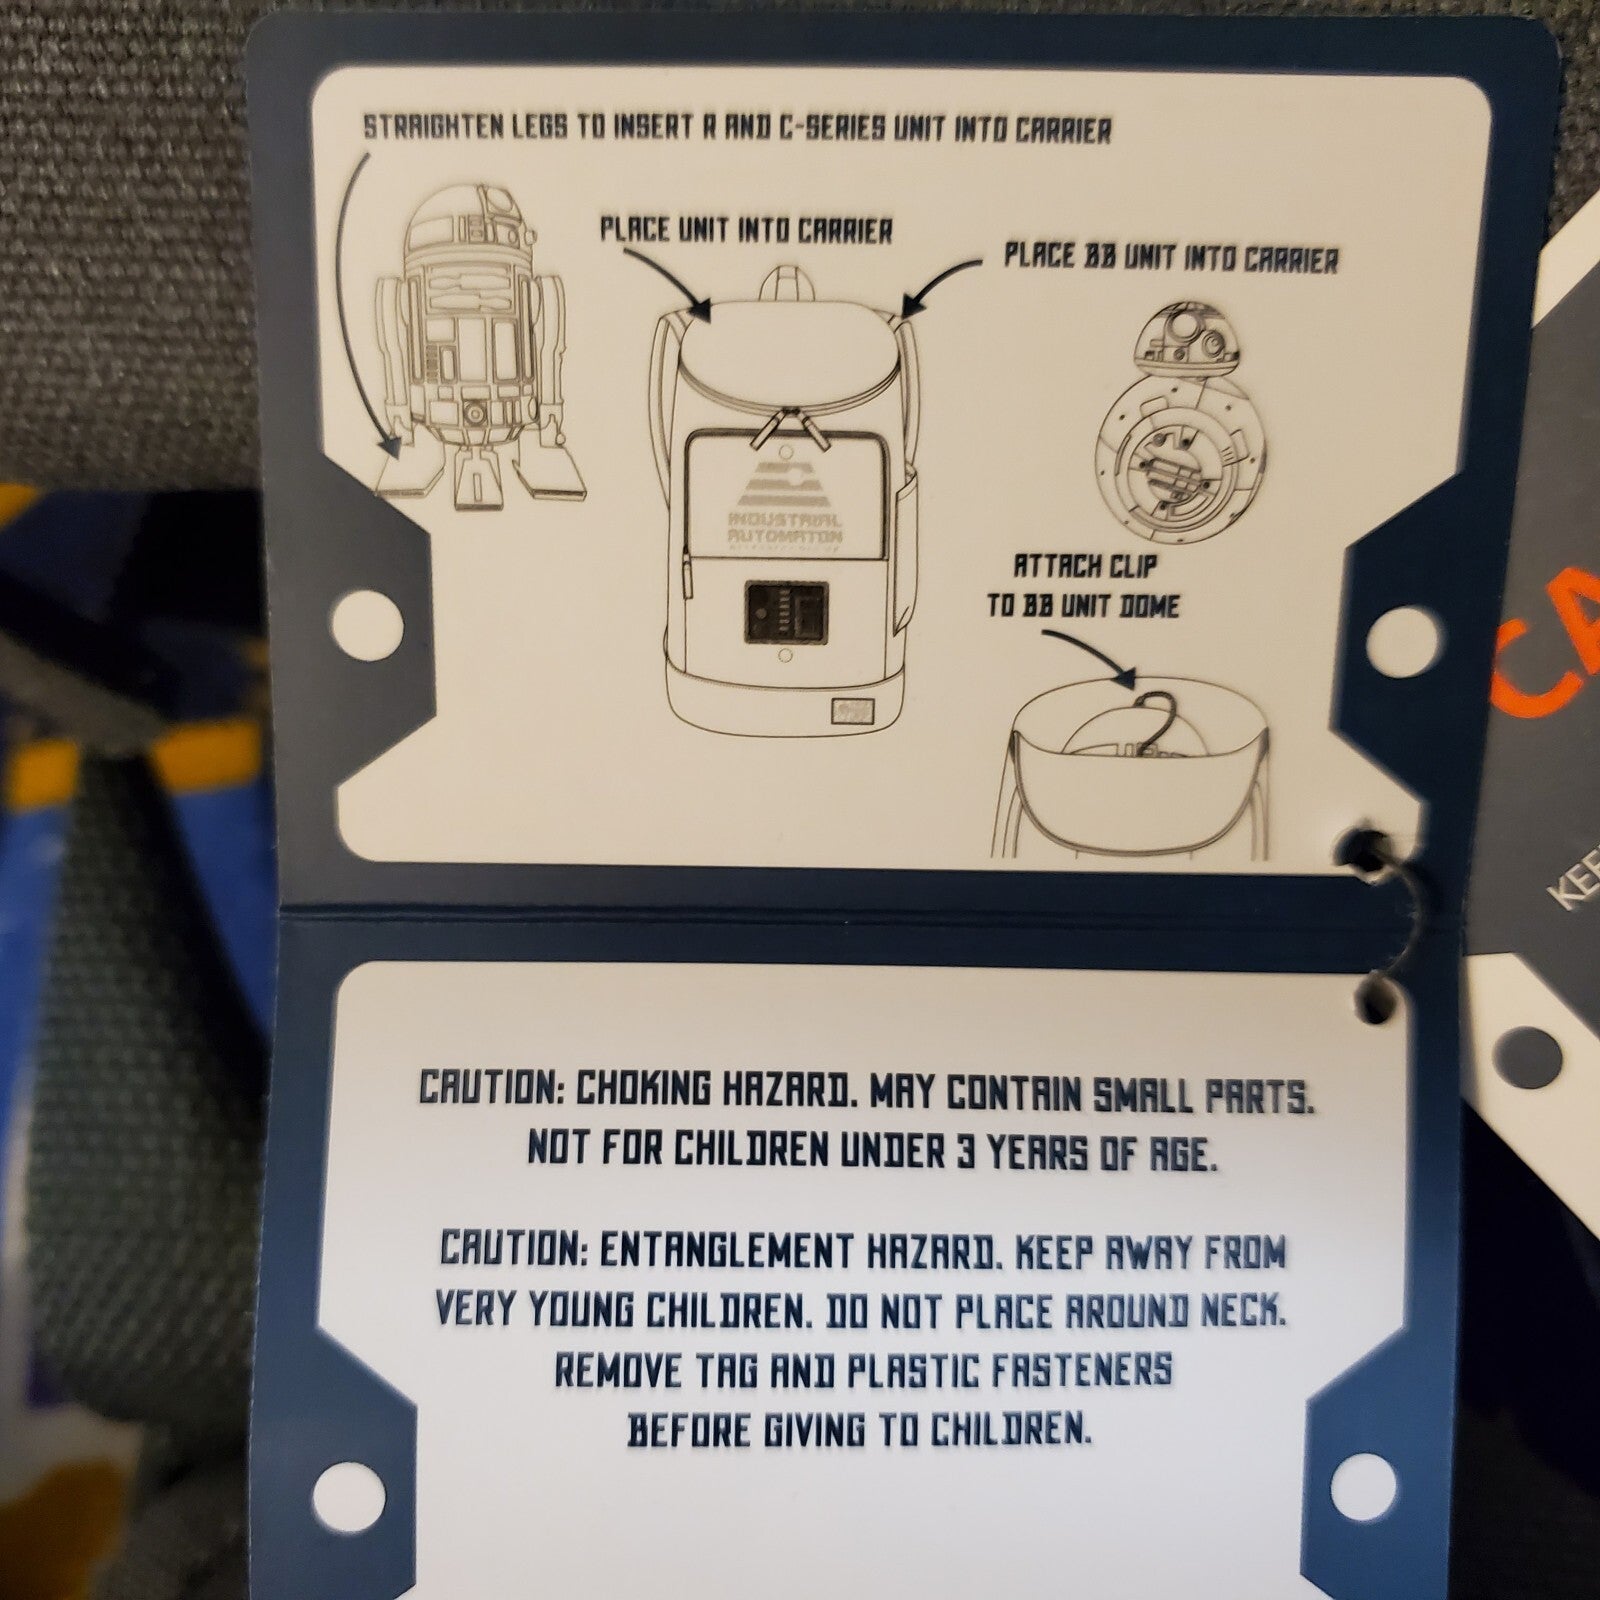 STRAIGHTEN LEGS TO INSERT R AND C-SERIES UNIT INTO CARRIER
PLACE UNIT INTO CARRIER
PLACE BB UNIT INTO CARRIER
INDUSTRIAL
AUTOMATON
ATTACH CLIP
TO BB UNIT DOME
CA
CAUTION: CHOKING HAZARD. MAY CONTAIN SMALL PARTS.
NOT FOR CHILDREN UNDER 3 YEARS OF AGE.
CAUTION: ENTANGLEMENT HAZARD. KEEP AWAY FROM
VERY YOUNG CHILDREN. DO NOT PLACE AROUND NECK.
REMOVE TAG AND PLASTIC FASTENERS
BEFORE GIVING TO CHILDREN.